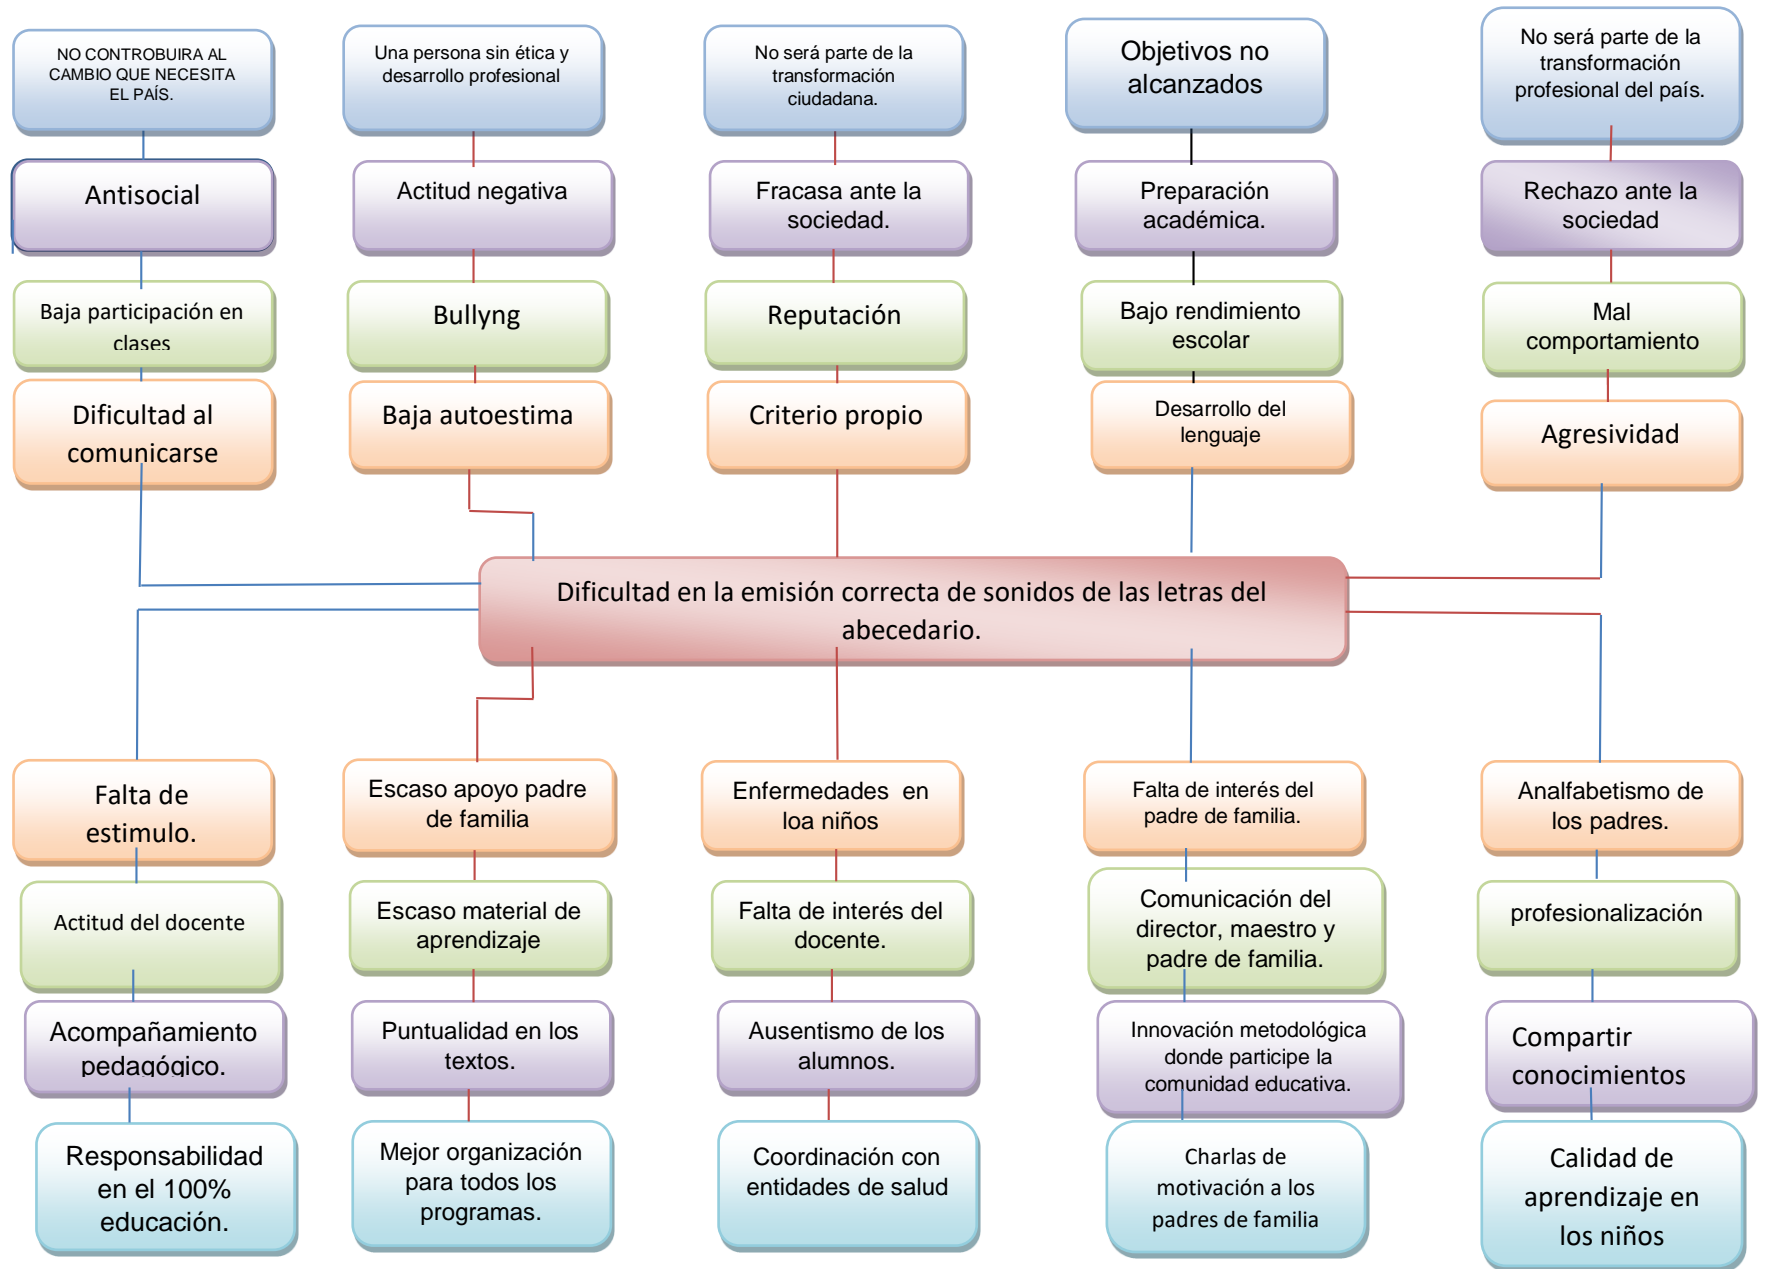 NO CONTROBUIRA AL
CAMBIO QUE NECESITA
EL PAÍS.
Una persona sin ética y
desarrollo profesional
No será parte de la
transformación
ciudadana.
Objetivos no
alcanzados
No será parte de la
transformación
profesional del país.
Antisocial
Actitud negativa
Fracasa ante la
sociedad.
Preparación
académica.
Rechazo ante la
sociedad
Baja participación en
clases
Bullyng
Reputación
Bajo rendimiento
escolar
Mal
comportamiento
Dificultad al
comunicarse
Baja autoestima
Criterio propio
Desarrollo del
lenguaje
Agresividad
Dificultad en la emisión correcta de sonidos de las letras del
abecedario.
Falta de
estimulo.
Escaso apoyo padre
de familia
Enfermedades en
loa niños
Falta de interés del
padre de familia.
Analfabetismo de
los padres.
Actitud del docente
Escaso material de
aprendizaje
Falta de interés del
docente.
Comunicación del
director, maestro y
padre de familia.
profesionalización
Acompañamiento
pedagógico.
Puntualidad en los
textos.
Ausentismo de los
alumnos.
Innovación metodológica
donde participe la
comunidad educativa.
Compartir
conocimientos
Responsabilidad
en el 100%
educación.
Mejor organización
para todos los
programas.
Coordinación con
entidades de salud
Charlas de
motivación a los
padres de familia
Calidad de
aprendizaje en
los niños